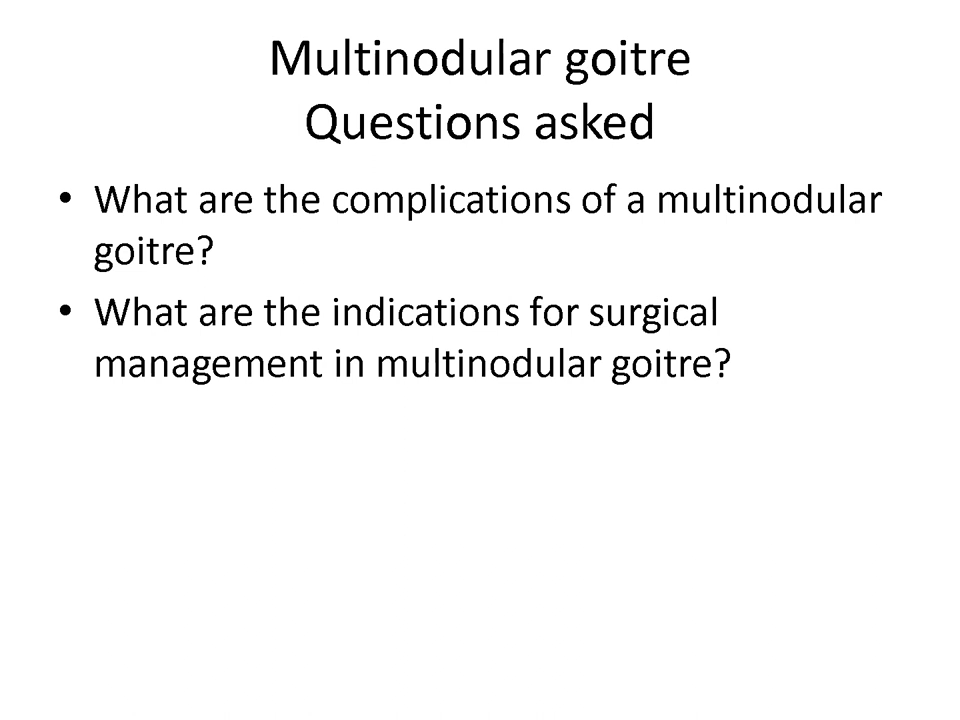 Multinodular goitre
Questions asked
• What are the complications of a multinodular
goitre?
• What are the indications for surgical
management in multinodular goitre?